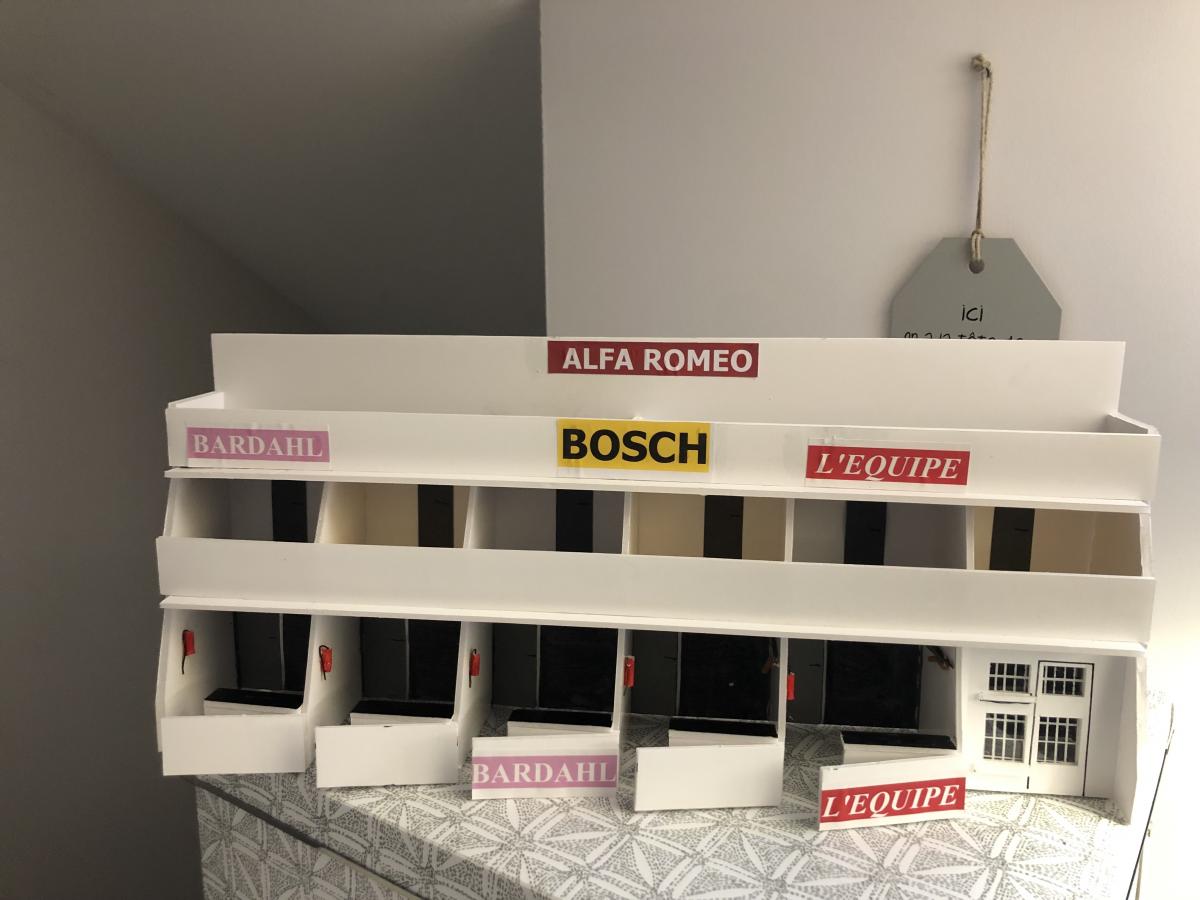 ici
ALFA ROMEO
BARDAHL
BOSCH
L'EQUIPE
BARDAHL
L'EQUIPE